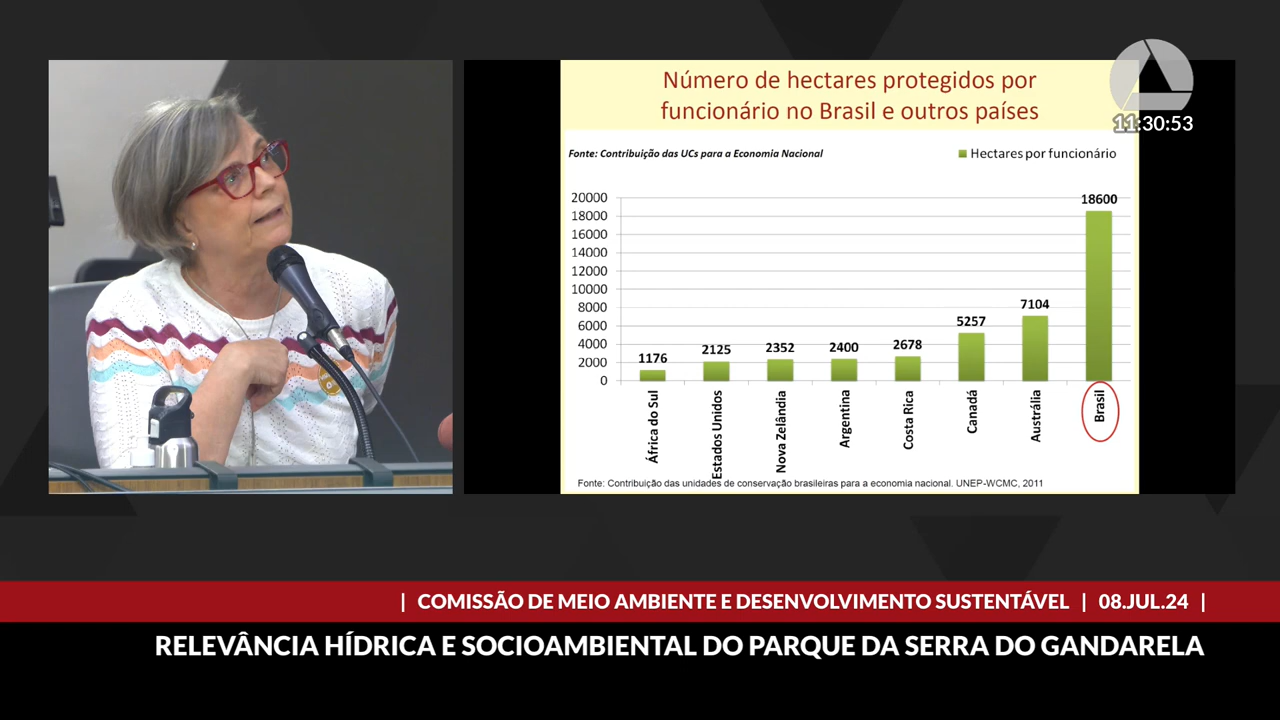 Número de hectares protegidos por
funcionário no Brasil e outros países
11:30:53
Fonte: Contribuição das UCs para a Economia Nacional
Hectares por funcionário
20000
18000
16000
14000
12000
10000
8000
6000
4000
2000
0
1176
2125
2352
2400
2678
5257
7104
18600
África do Sul
Estados Unidos
Nova Zelândia
Argentina
Costa Rica
Canadá
Austrália
Brasil
Fonte: Contribuição das unidades de conservação brasileiras para a economia nacional. UNEP-WCMC, 2011
| COMISSÃO DE MEIO AMBIENTE E DESENVOLVIMENTO SUSTENTÁVEL | 08.JUL.24 |
RELEVÂNCIA HÍDRICA E SOCIOAMBIENTAL DO PARQUE DA SERRA DO GANDARELA